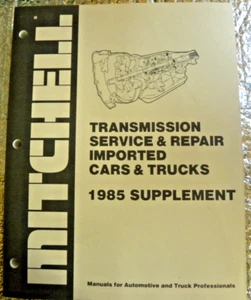 MITCHELL
TRANSMISSION
SERVICE & REPAIR
IMPORTED
CARS & TRUCKS
1985 SUPPLEMENT
Manuals for Automotive and Truck Professionals